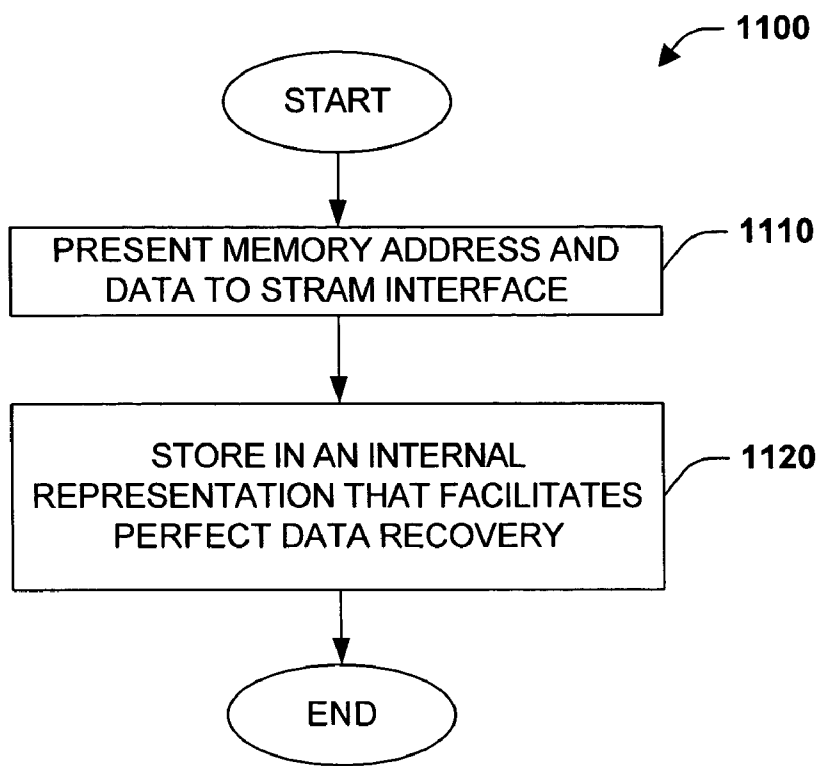 1100
START
PRESENT MEMORY ADDRESS AND
DATA TO STRAM INTERFACE
1110
STORE IN AN INTERNAL
REPRESENTATION THAT FACILITATES
PERFECT DATA RECOVERY
1120
END